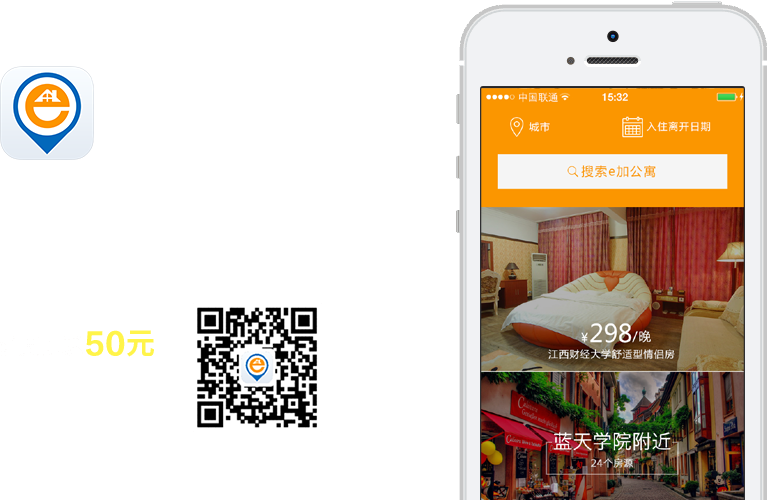 中国联通
15:32
城市
入住离开日期
搜索e加公寓
¥298/晚
江西财经大学舒适型情侣房
50元
蓝天学院附近
24个房源